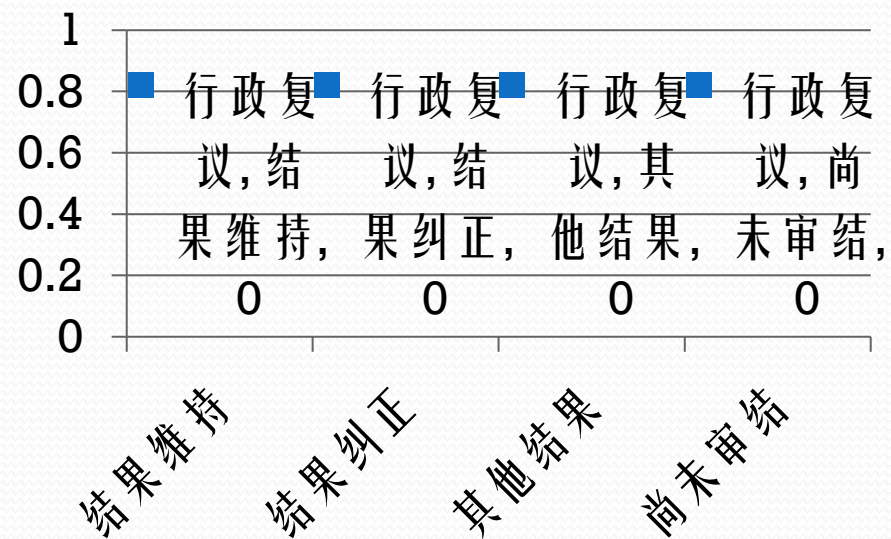 1
0.8
0.6
0.4
0.2
0
行政复
议,结
果维持,
0
行政复
议,结
果纠正,
0
行政复
议,其
他结果,
0
行政复
议,尚
未审结,
0
结果维持
结果纠正
其他结果
尚未审结